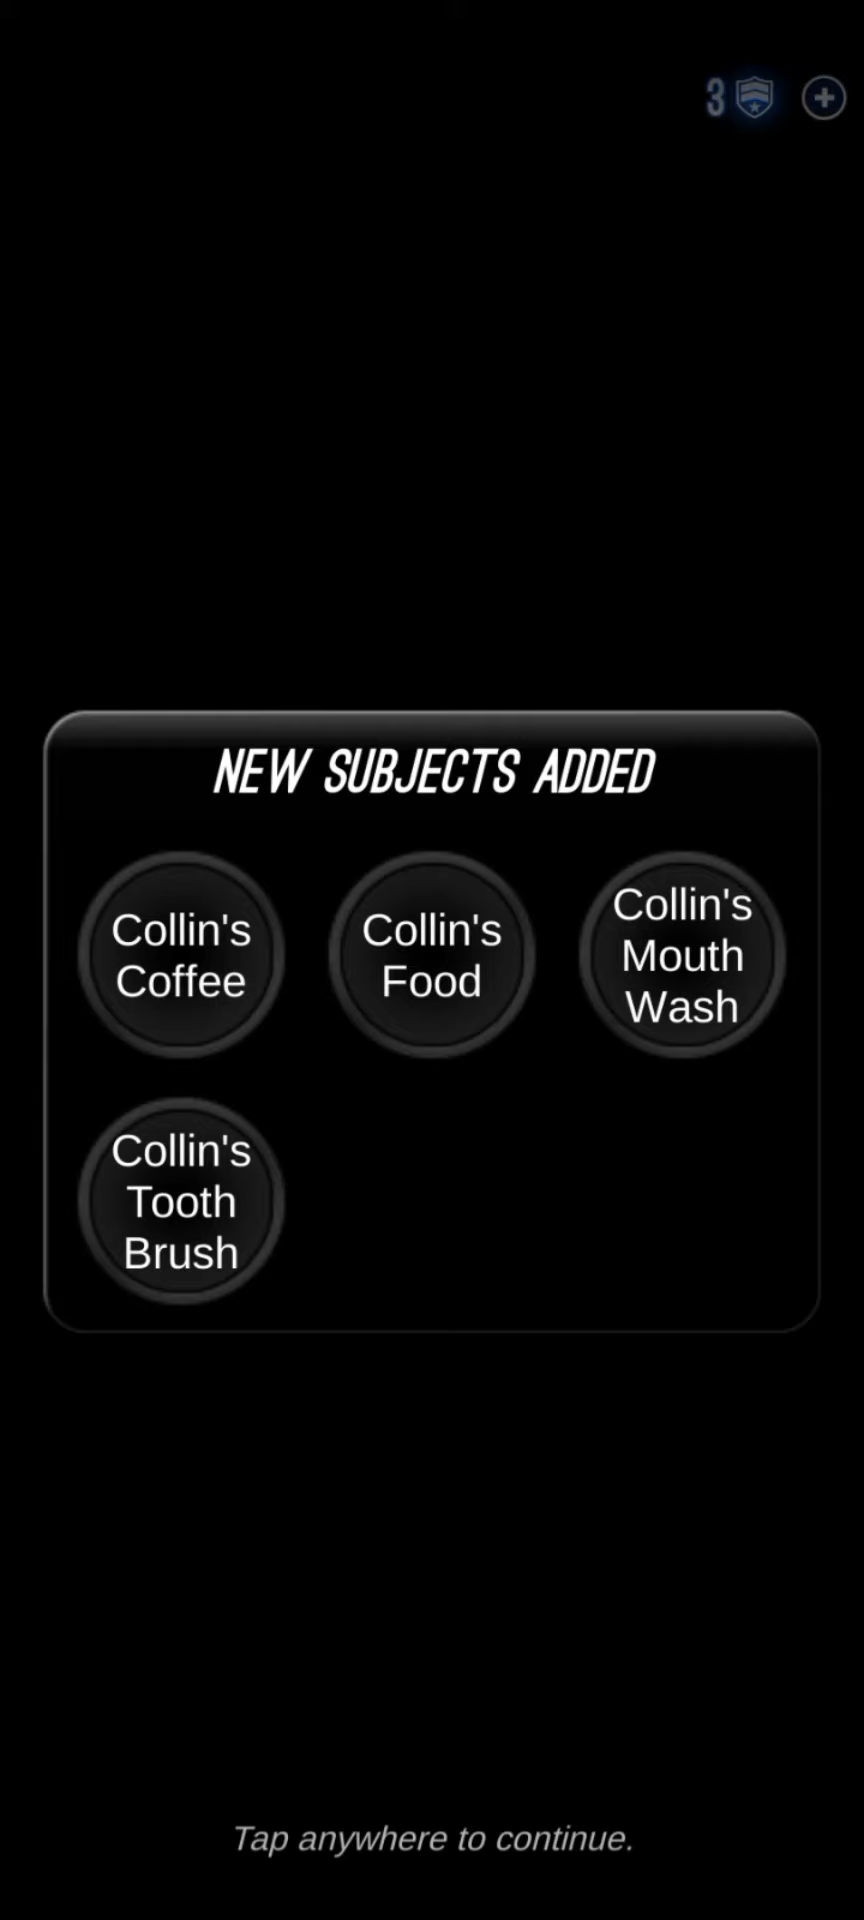 3
NEW SUBJECTS ADDED
Collin's
Coffee
Collin's
Food
Collin's
Mouth
Wash
Collin's
Tooth
Brush
Tap anywhere to continue.